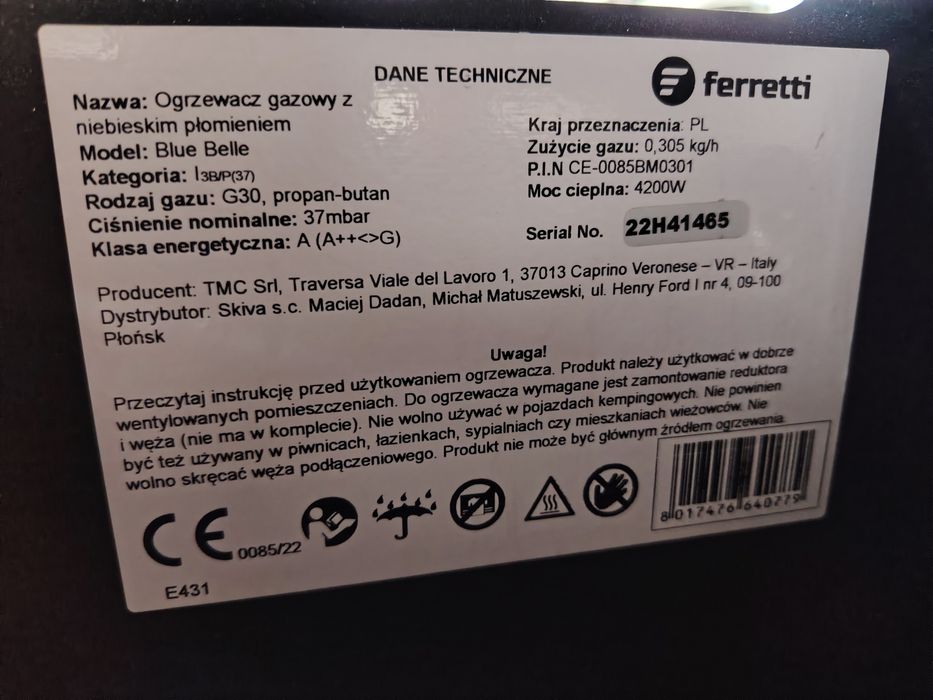 DANE TECHNICZNE
ferretti
Nazwa: Ogrzewacz gazowy z
niebieskim płomieniem
Model: Blue Belle
Kategoria: I3B/P(37)
Rodzaj gazu: G30, propan-butan
Ciśnienie nominalne: 37mbar
Klasa energetyczna: A (A++<>G)
Kraj przeznaczenia: PL
Zużycie gazu: 0,305 kg/h
P.I.N CE-0085BM0301
Moc cieplna: 4200W
Serial No. 22H41465
Producent: TMC Srl, Traversa Viale del Lavoro 1, 37013 Caprino Veronese – VR – Italy
Dystrybutor: Skiva s.c. Maciej Dadan, Michał Matuszewski, ul. Henry Ford I nr 4, 09-100
Płońsk
Uwaga!
Przeczytaj instrukcję przed użytkowaniem ogrzewacza. Produkt należy użytkować w dobrze
wentylowanych pomieszczeniach. Do ogrzewacza wymagane jest zamontowanie reduktora
i węża (nie ma w komplecie). Nie wolno używać w pojazdach kempingowych. Nie powinien
być też używany w piwnicach, łazienkach, sypialniach czy mieszkaniach wieżowców. Nie
wolno skręcać węża podłączeniowego. Produkt nie może być głównym źródłem ogrzewania.
CE 0085/22
8 017476 640779
E431